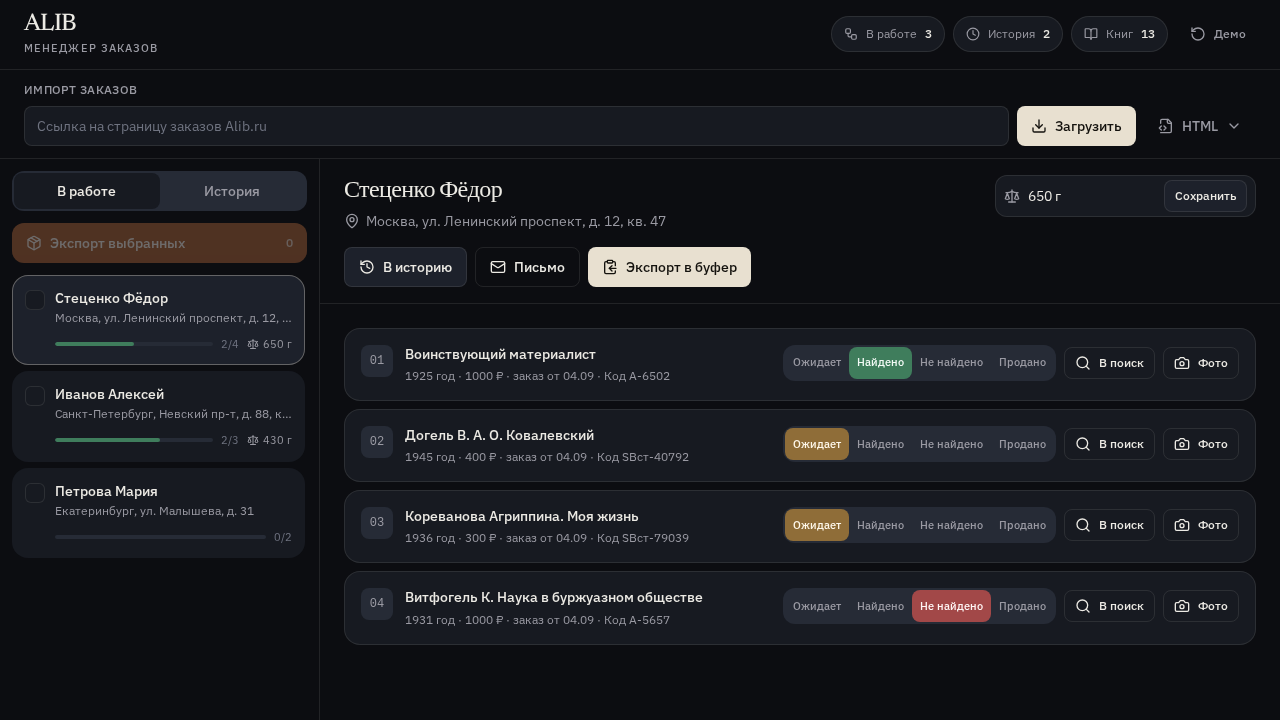 ALIB
МЕНЕДЖЕР ЗАКАЗОВ
В работе 3
История 2
Книг 13
Демо
ИМПОРТ ЗАКАЗОВ
Ссылка на страницу заказов Alib.ru
Загрузить
HTML
В работе
История
Экспорт выбранных 0
Стеценко Фёдор
Москва, ул. Ленинский проспект, д. 12, ...
2/4 650 г
Иванов Алексей
Санкт-Петербург, Невский пр-т, д. 88, к...
2/3 430 г
Петрова Мария
Екатеринбург, ул. Малышева, д. 31
0/2
Стеценко Фёдор
Москва, ул. Ленинский проспект, д. 12, кв. 47
650 г
Сохранить
В историю
Письмо
Экспорт в буфер
01
Воинствующий материалист
1925 год · 1000 ₽ · заказ от 04.09 · Код А-6502
Ожидает Найдено Не найдено Продано
В поиск
Фото
02
Догель В. А. О. Ковалевский
1945 год · 400 ₽ · заказ от 04.09 · Код SВст-40792
Ожидает Найдено Не найдено Продано
В поиск
Фото
03
Кореванова Агриппина. Моя жизнь
1936 год · 300 ₽ · заказ от 04.09 · Код SВст-79039
Ожидает Найдено Не найдено Продано
В поиск
Фото
04
Витфогель К. Наука в буржуазном обществе
1931 год · 1000 ₽ · заказ от 04.09 · Код А-5657
Ожидает Найдено Не найдено Продано
В поиск
Фото